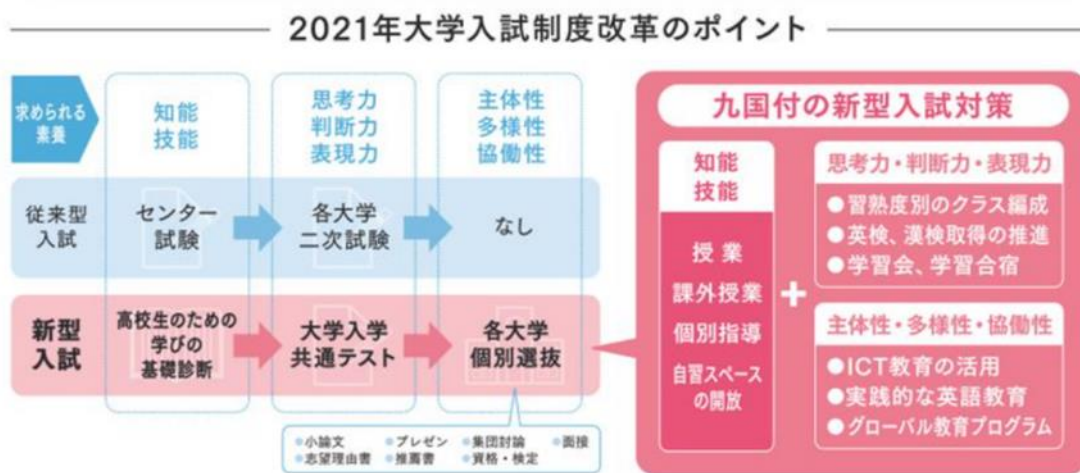 2021年大学入試制度改革のポイント
求められる
素養
知能
技能
思考力
判断力
表現力
主体性
多様性
協働性
従来型
入試
センター
試験
各大学
二次試験
なし
新型
入試
高校生のための
学びの
基礎診断
大学入学
共通テスト
各大学
個別選抜
●小論文 ●プレゼン ●集団討論 ●面接
●志望理由書 ●推薦書 ●資格・検定
九国付の新型入試対策
知能
技能
授業
課外授業
個別指導
自習スペース
の開放
+
思考力・判断力・表現力
●習熟度別のクラス編成
●英検、漢検取得の推進
●学習会、学習合宿
主体性・多様性・協働性
●ICT教育の活用
●実践的な英語教育
●グローバル教育プログラム